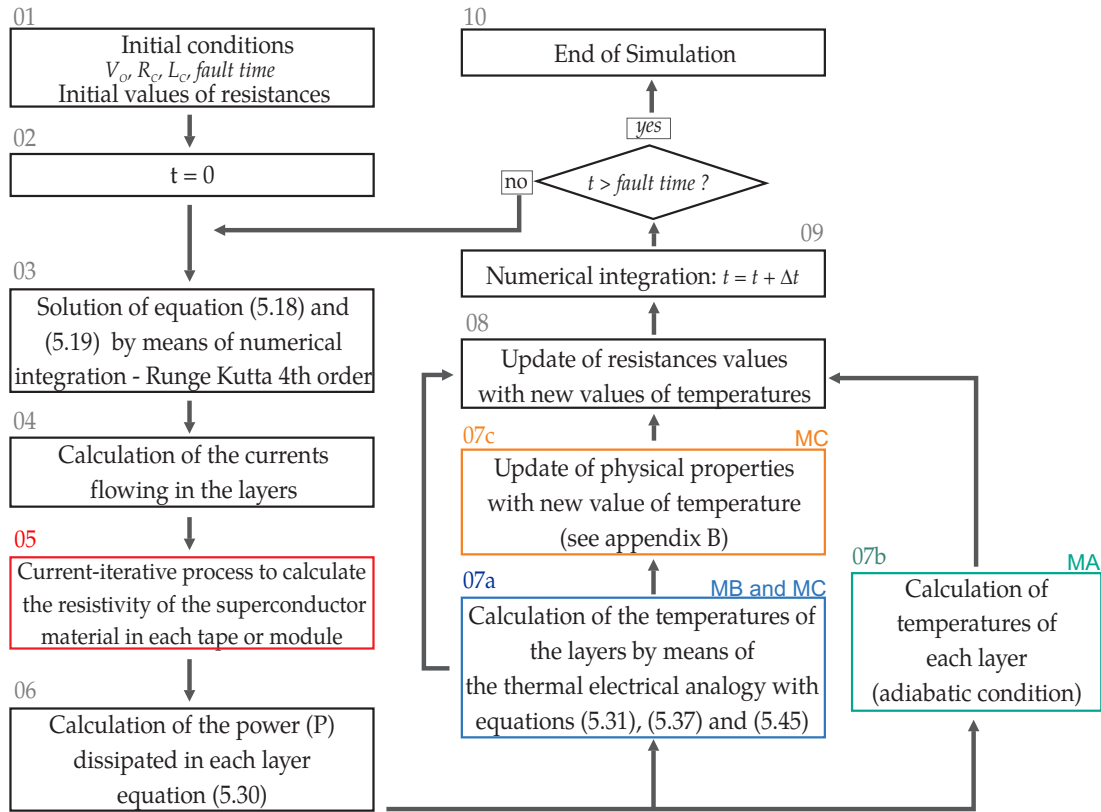 01
Initial conditions
V_o, R_c, L_c, fault time
Initial values of resistances
02
t = 0
03
Solution of equation (5.18) and
(5.19) by means of numerical
integration - Runge Kutta 4th order
04
Calculation of the currents
flowing in the layers
05
Current-iterative process to calculate
the resistivity of the superconductor
material in each tape or module
06
Calculation of the power (P)
dissipated in each layer
equation (5.30)
10
End of Simulation
yes
t > fault time ?
no
09
Numerical integration: t = t + Δt
08
Update of resistances values
with new values of temperatures
07c
MC
Update of physical properties
with new value of temperature
(see appendix B)
07a
MB and MC
Calculation of the temperatures of
the layers by means of
the thermal electrical analogy with
equations (5.31), (5.37) and (5.45)
07b
MA
Calculation of
temperatures of
each layer
(adiabatic condition)